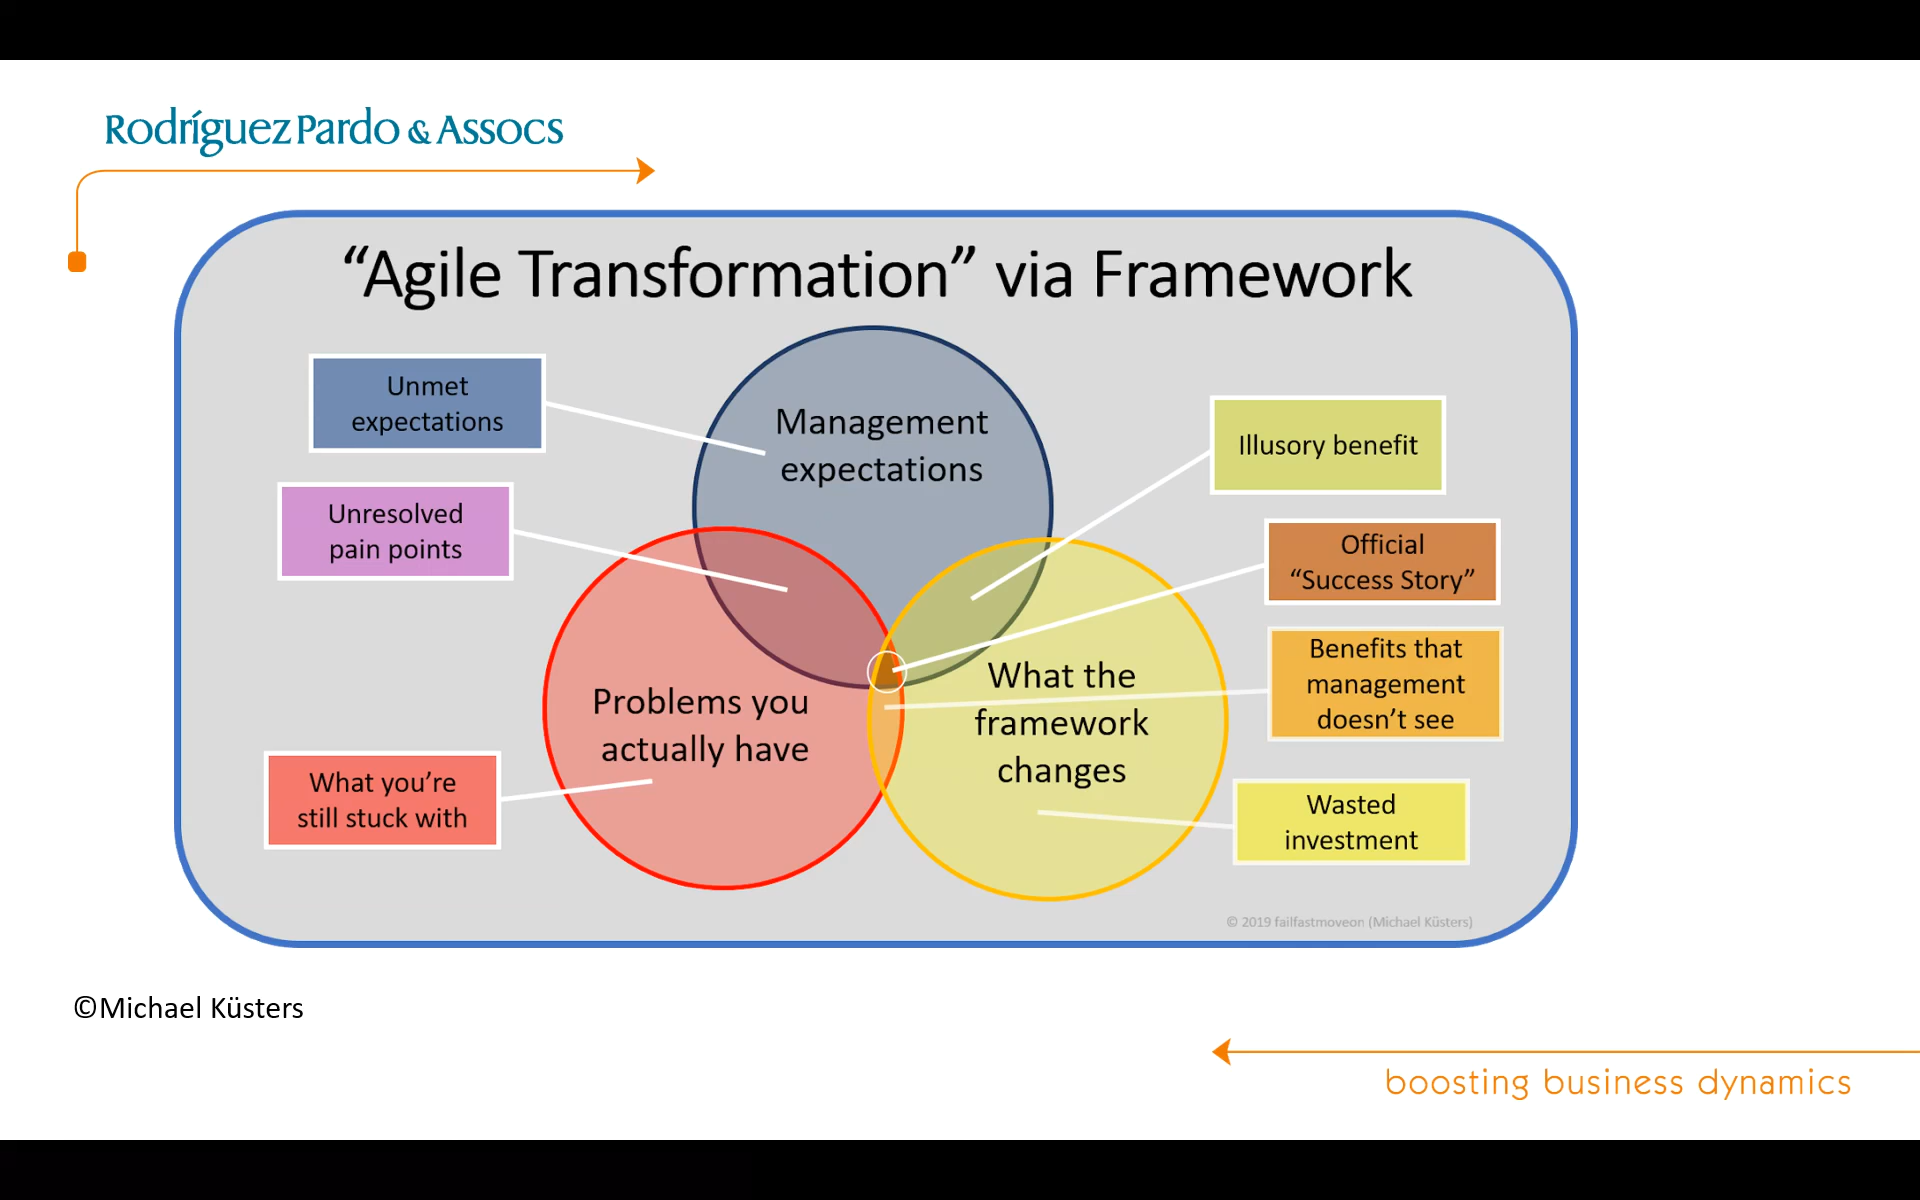 Rodríguez Pardo & Assocs
“Agile Transformation” via Framework
Unmet
expectations
Management
expectations
Illusory benefit
Unresolved
pain points
Official
“Success Story”
Benefits that
management
doesn’t see
Problems you
actually have
What the
framework
changes
What you’re
still stuck with
Wasted
investment
© 2019 failfastmoveon (Michael Küsters)
©Michael Küsters
boosting business dynamics